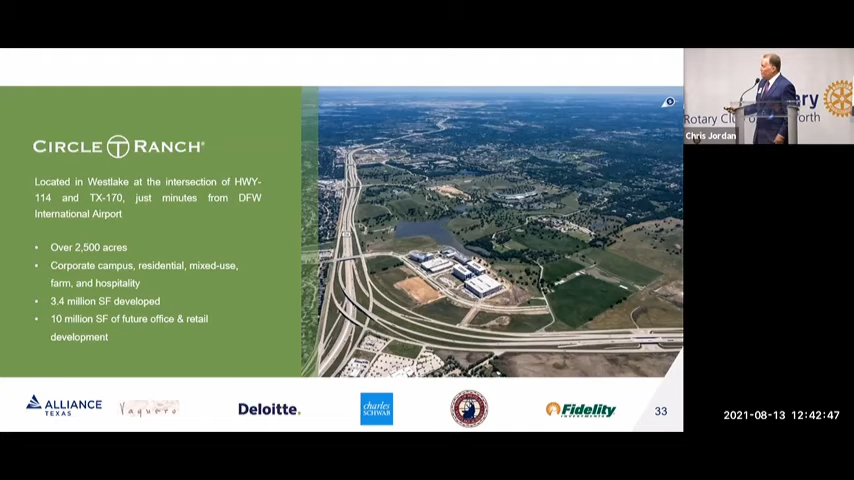 CIRCLE T RANCH®
Located in Westlake at the intersection of HWY-
114 and TX-170, just minutes from DFW
International Airport
• Over 2,500 acres
• Corporate campus, residential, mixed-use,
farm, and hospitality
• 3.4 million SF developed
• 10 million SF of future office & retail
development
ALLIANCE
TEXAS
Vaquero
Deloitte.
charles
SCHWAB
Fidelity
INVESTMENTS
33
Rotary Club of
Chris Jordan
2021-08-13 12:42:47